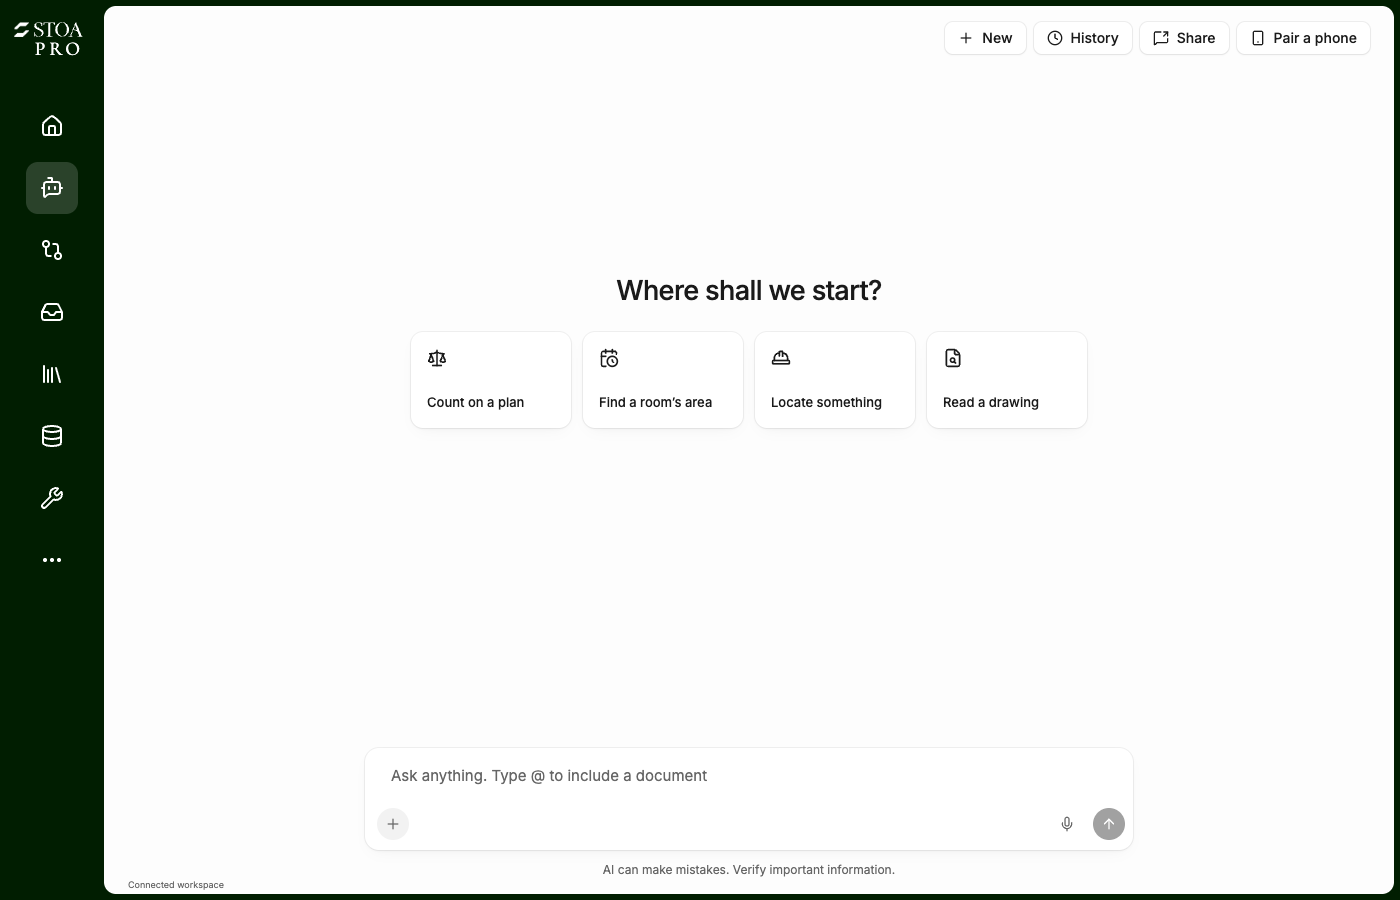 STOA
PRO
New
History
Share
Pair a phone
Where shall we start?
Count on a plan
Find a room's area
Locate something
Read a drawing
Ask anything. Type @ to include a document
AI can make mistakes. Verify important information.
Connected workspace